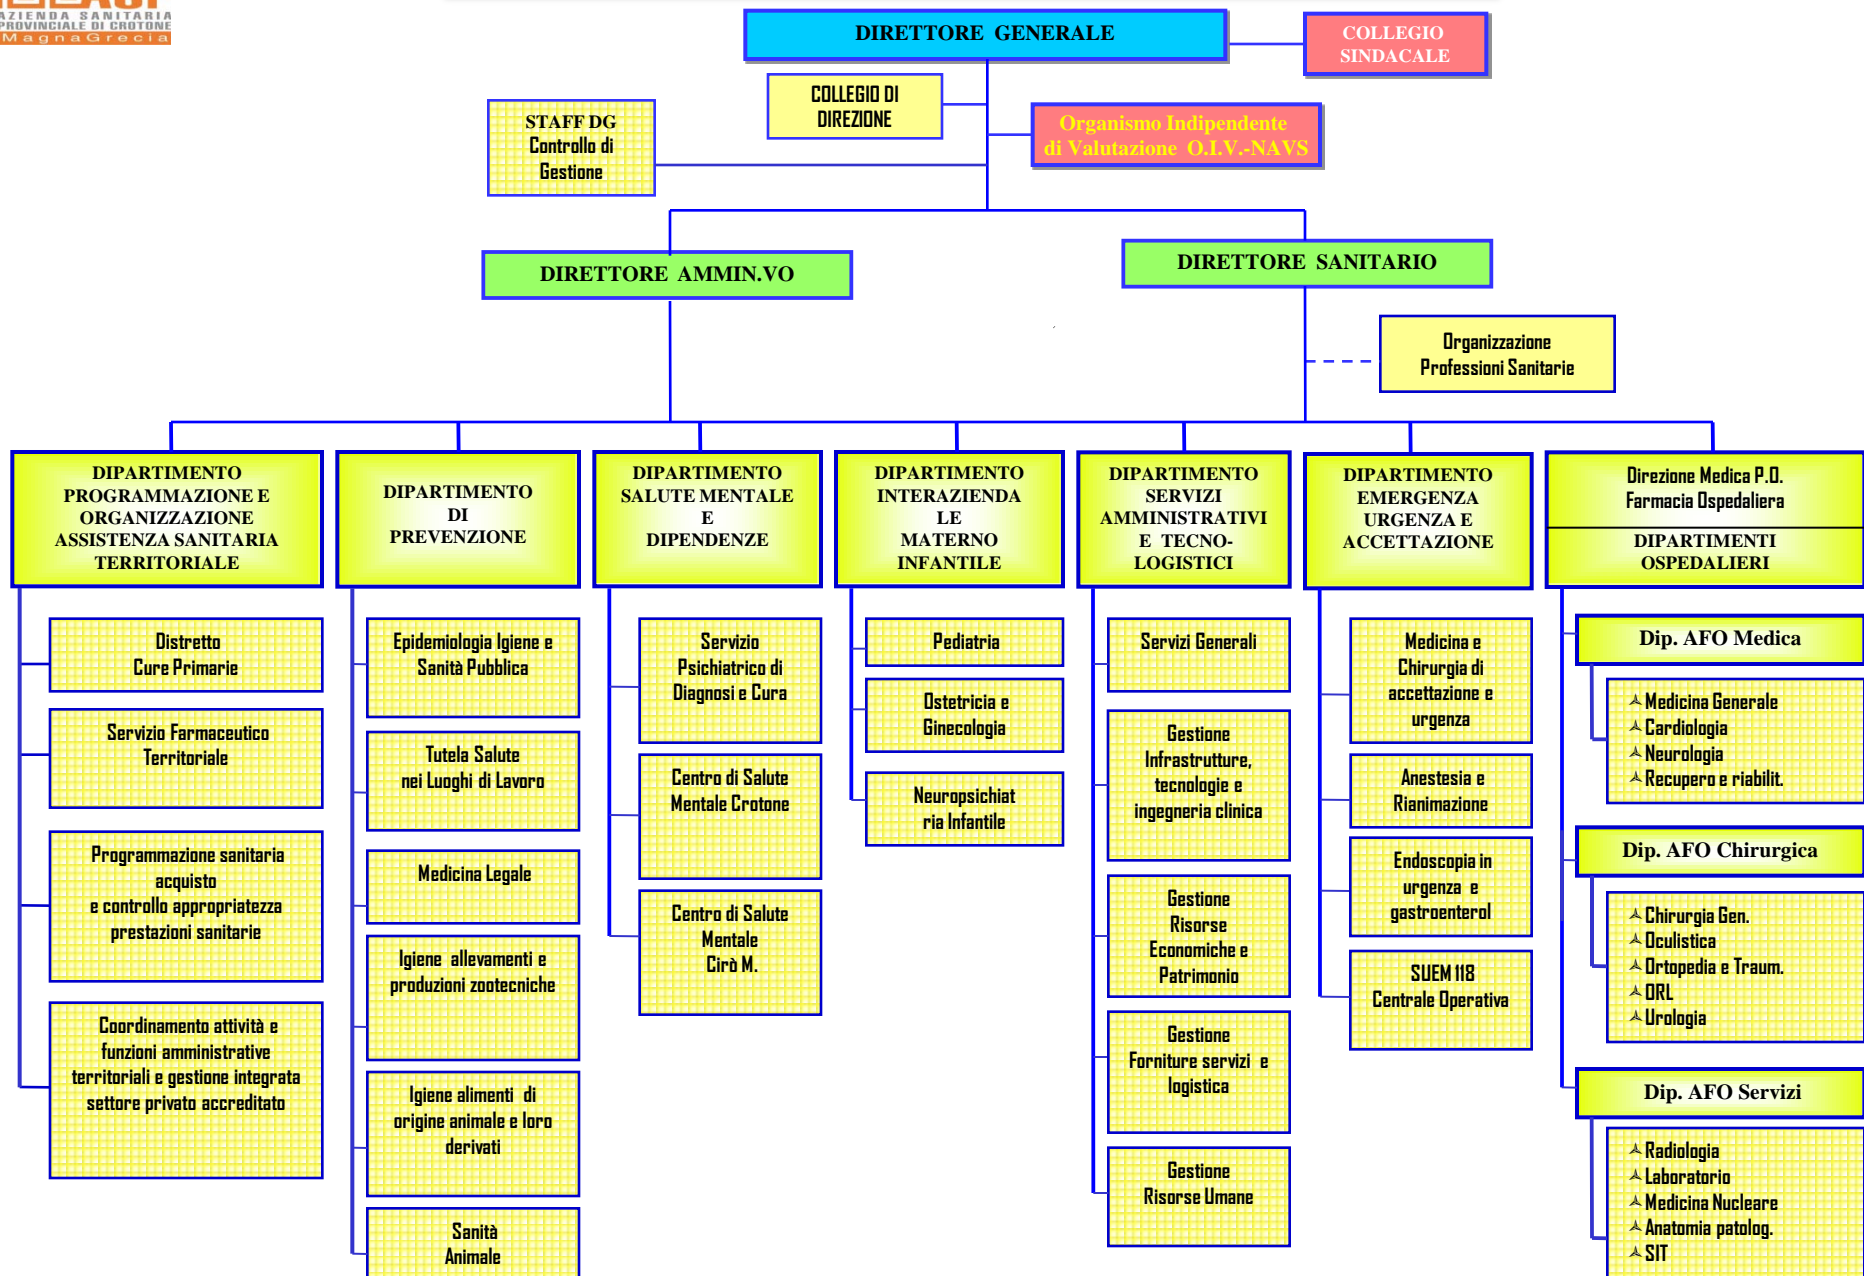 AZIENDA SANITARIA
PROVINCIALE DI CROTONE
MagnaGrecia
DIRETTORE GENERALE
COLLEGIO
SINDACALE
COLLEGIO DI
DIREZIONE
STAFF DG
Controllo di
Gestione
Organismo Indipendente
di Valutazione O.I.V.-NAVS
DIRETTORE AMMIN.VO
DIRETTORE SANITARIO
Organizzazione
Professioni Sanitarie
DIPARTIMENTO
PROGRAMMAZIONE E
ORGANIZZAZIONE
ASSISTENZA SANITARIA
TERRITORIALE
Distretto
Cure Primarie
Servizio Farmaceutico
Territoriale
Programmazione sanitaria
acquisto
e controllo appropriatezza
prestazioni sanitarie
Coordinamento attività e
funzioni amministrative
territoriali e gestione integrata
settore privato accreditato
DIPARTIMENTO
DI
PREVENZIONE
Epidemiologia Igiene e
Sanità Pubblica
Tutela Salute
nei Luoghi di Lavoro
Medicina Legale
Igiene allevamenti e
produzioni zootecniche
Igiene alimenti di
origine animale e loro
derivati
Sanità
Animale
DIPARTIMENTO
SALUTE MENTALE
E
DIPENDENZE
Servizio
Psichiatrico di
Diagnosi e Cura
Centro di Salute
Mentale Crotone
Centro di Salute
Mentale
Cirò M.
DIPARTIMENTO
INTERAZIENDA
LE
MATERNO
INFANTILE
Pediatria
Ostetricia e
Ginecologia
Neuropsichiat
ria Infantile
DIPARTIMENTO
SERVIZI
AMMINISTRATIVI
E TECNO-
LOGISTICI
Servizi Generali
Gestione
Infrastrutture,
tecnologie e
ingegneria clinica
Gestione
Risorse
Economiche e
Patrimonio
Gestione
Forniture servizi e
logistica
Gestione
Risorse Umane
DIPARTIMENTO
EMERGENZA
URGENZA E
ACCETTAZIONE
Medicina e
Chirurgia di
accettazione e
urgenza
Anestesia e
Rianimazione
Endoscopia in
urgenza e
gastroenterol
SUEM 118
Centrale Operativa
Direzione Medica P.O.
Farmacia Ospedaliera
DIPARTIMENTI
OSPEDALIERI
Dip. AFO Medica
Medicina Generale
Cardiologia
Neurologia
Recupero e riabilit.
Dip. AFO Chirurgica
Chirurgia Gen.
Oculistica
Ortopedia e Traum.
ORL
Urologia
Dip. AFO Servizi
Radiologia
Laboratorio
Medicina Nucleare
Anatomia patolog.
SIT